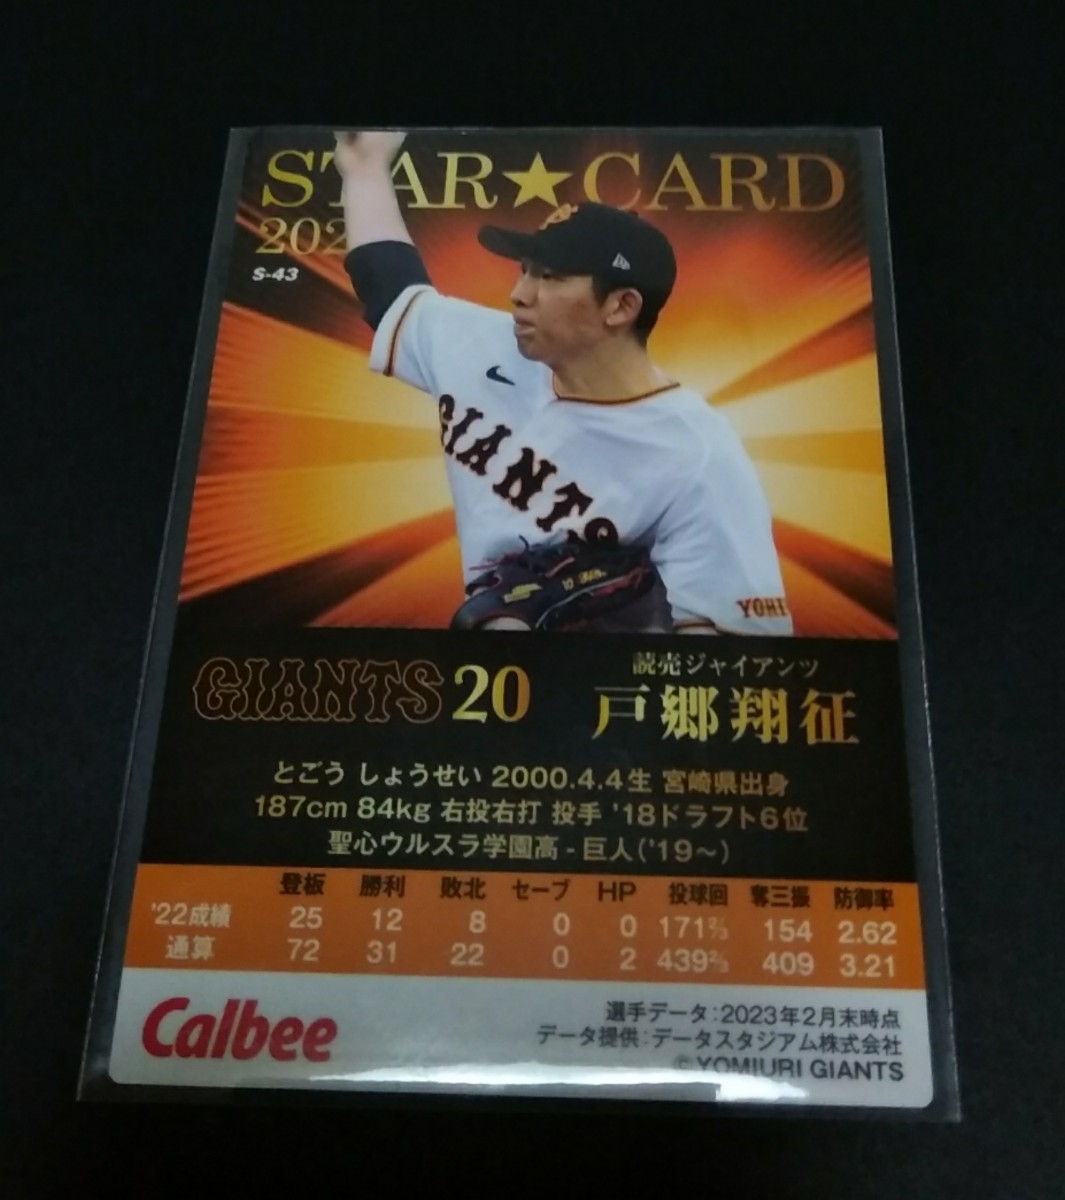 STAR★CARD
202
S-43
GIANTS
YOMI
GIANTS 20
読売ジャイアンツ
戸郷翔征
とごう しょうせい 2000.4.4生 宮崎県出身
187cm 84kg 右投右打 投手 '18ドラフト6位
聖心ウルスラ学園高-巨人('19～)
登板 勝利 敗北 セーブ HP 投球回 奪三振 防御率
'22成績 25 12 8 0 0 171⅔ 154 2.62
通算 72 31 22 0 2 439⅔ 409 3.21
Calbee
選手データ:2023年2月末時点
データ提供:データスタジアム株式会社
© YOMIURI GIANTS